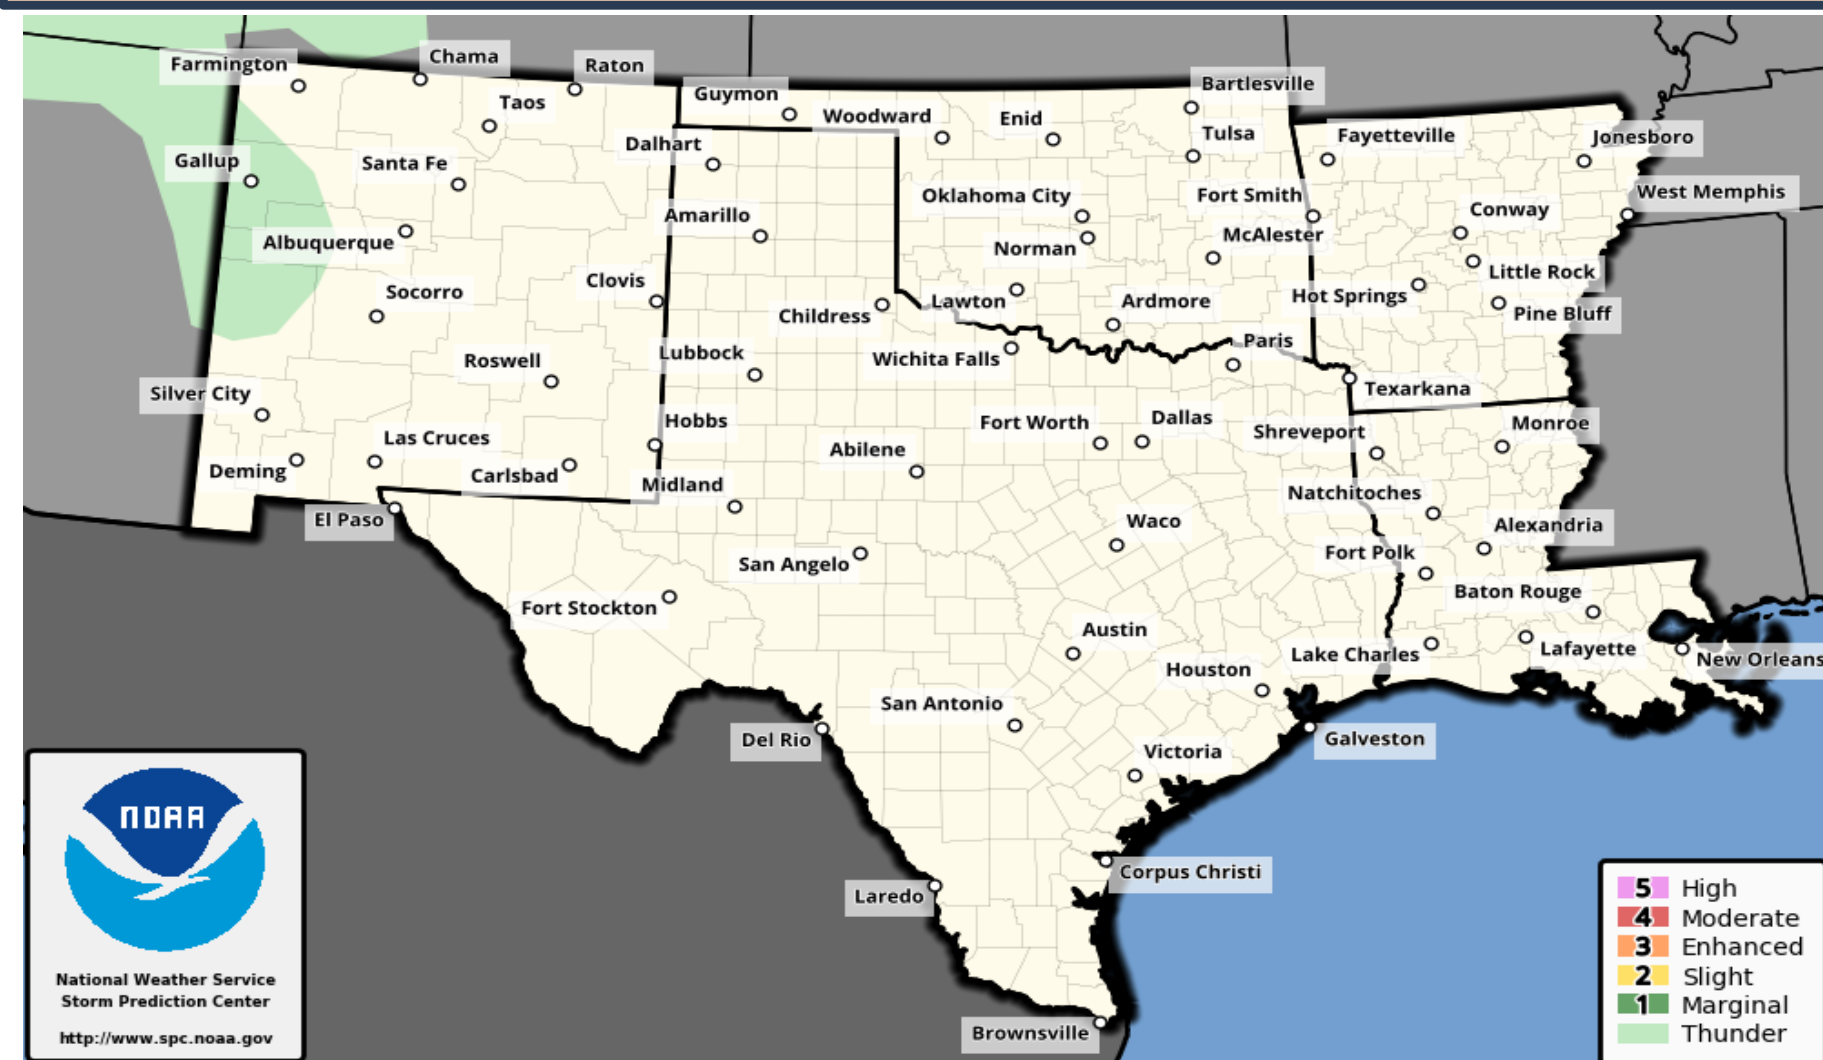 Farmington
Chama
Raton
Taos
Guymon
Woodward
Enid
Bartlesville
Tulsa
Fayetteville
Jonesboro
Gallup
Santa Fe
Dalhart
Oklahoma City
Fort Smith
Conway
West Memphis
Albuquerque
Amarillo
Norman
McAlester
Little Rock
Socorro
Clovis
Childress
Lawton
Ardmore
Hot Springs
Pine Bluff
Roswell
Lubbock
Wichita Falls
Paris
Silver City
Texarkana
Las Cruces
Hobbs
Abilene
Fort Worth
Dallas
Shreveport
Monroe
Deming
Carlsbad
Midland
Natchitoches
El Paso
San Angelo
Waco
Alexandria
Fort Polk
Fort Stockton
Baton Rouge
Austin
Houston
Lake Charles
Lafayette
New Orleans
San Antonio
Del Rio
Victoria
Galveston
Laredo
Corpus Christi
Brownsville
NOAA
National Weather Service
Storm Prediction Center
http://www.spc.noaa.gov
5 High
4 Moderate
3 Enhanced
2 Slight
1 Marginal
Thunder